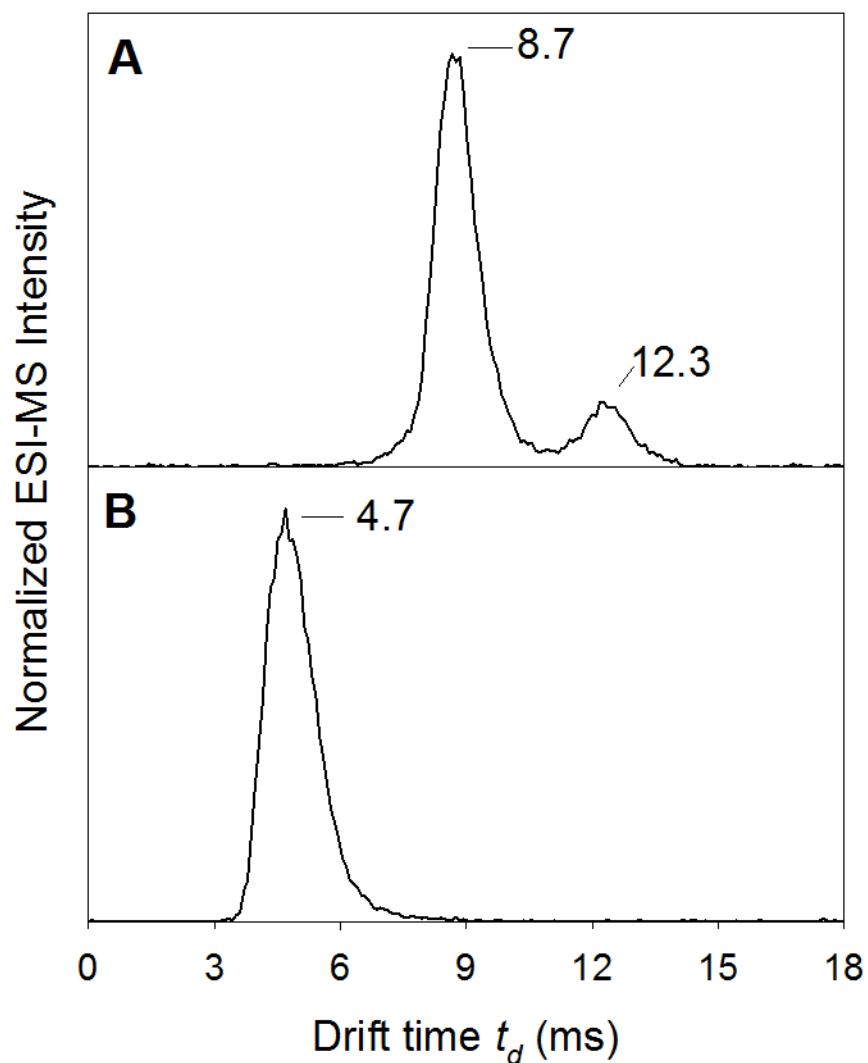 A
8.7
12.3
Normalized ESI-MS Intensity
B
4.7
0 3 6 9 12 15 18
Drift time t_d (ms)